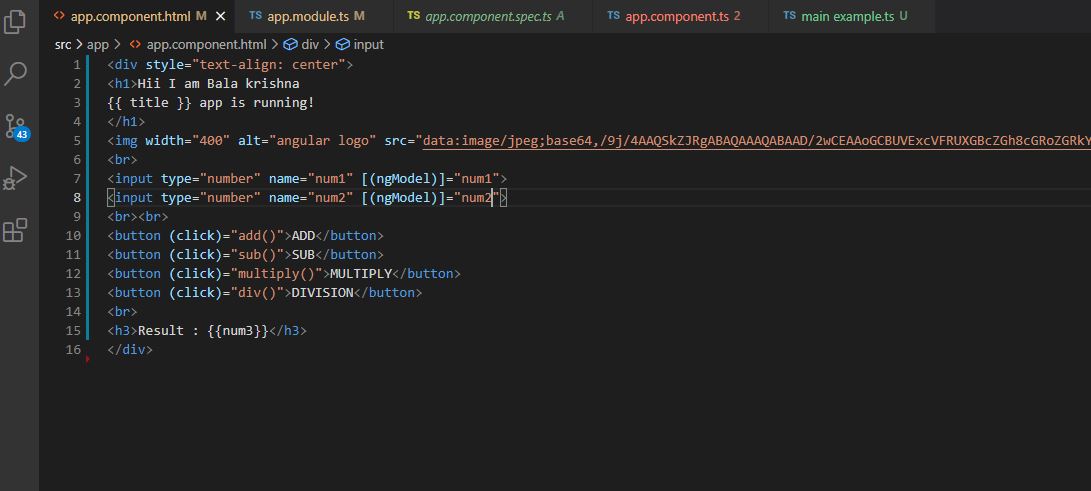 app.component.html M X TS app.module.ts M TS app.component.spec.ts A TS app.component.ts 2 TS main example.ts U
src > app > app.component.html > div > input
1 <div style="text-align: center">
2 <h1>Hii I am Bala krishna
3 {{ title }} app is running!
4 </h1>
43
5 <img width="400" alt="angular logo" src="data:image/jpeg;base64,/9j/4AAQSkZJRgABAQAAAQABAAD/2wCEAAoGCBUVExcVFRUXGBcZGh8cGRoZGRkY
6 <br>
7 <input type="number" name="num1" [(ngModel)]="num1">
8 <input type="number" name="num2" [(ngModel)]="num2">
9 <br><br>
10 <button (click)="add()">ADD</button>
11 <button (click)="sub()">SUB</button>
12 <button (click)="multiply()">MULTIPLY</button>
13 <button (click)="div()">DIVISION</button>
14 <br>
15 <h3>Result : {{num3}}</h3>
16 </div>